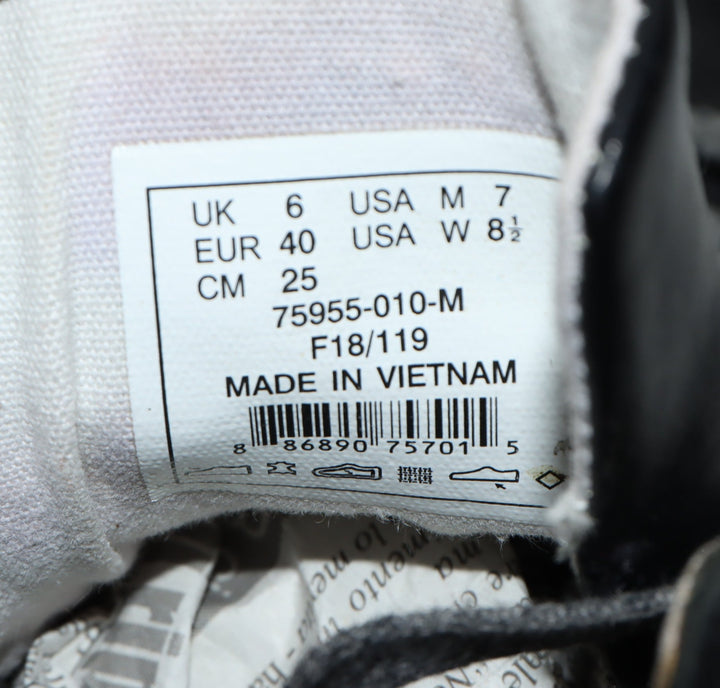 UK 6 USA M 7
EUR 40 USA W 8½
CM 25
75955-010-M
F18/119
MADE IN VIETNAM
8 86890 75701 5